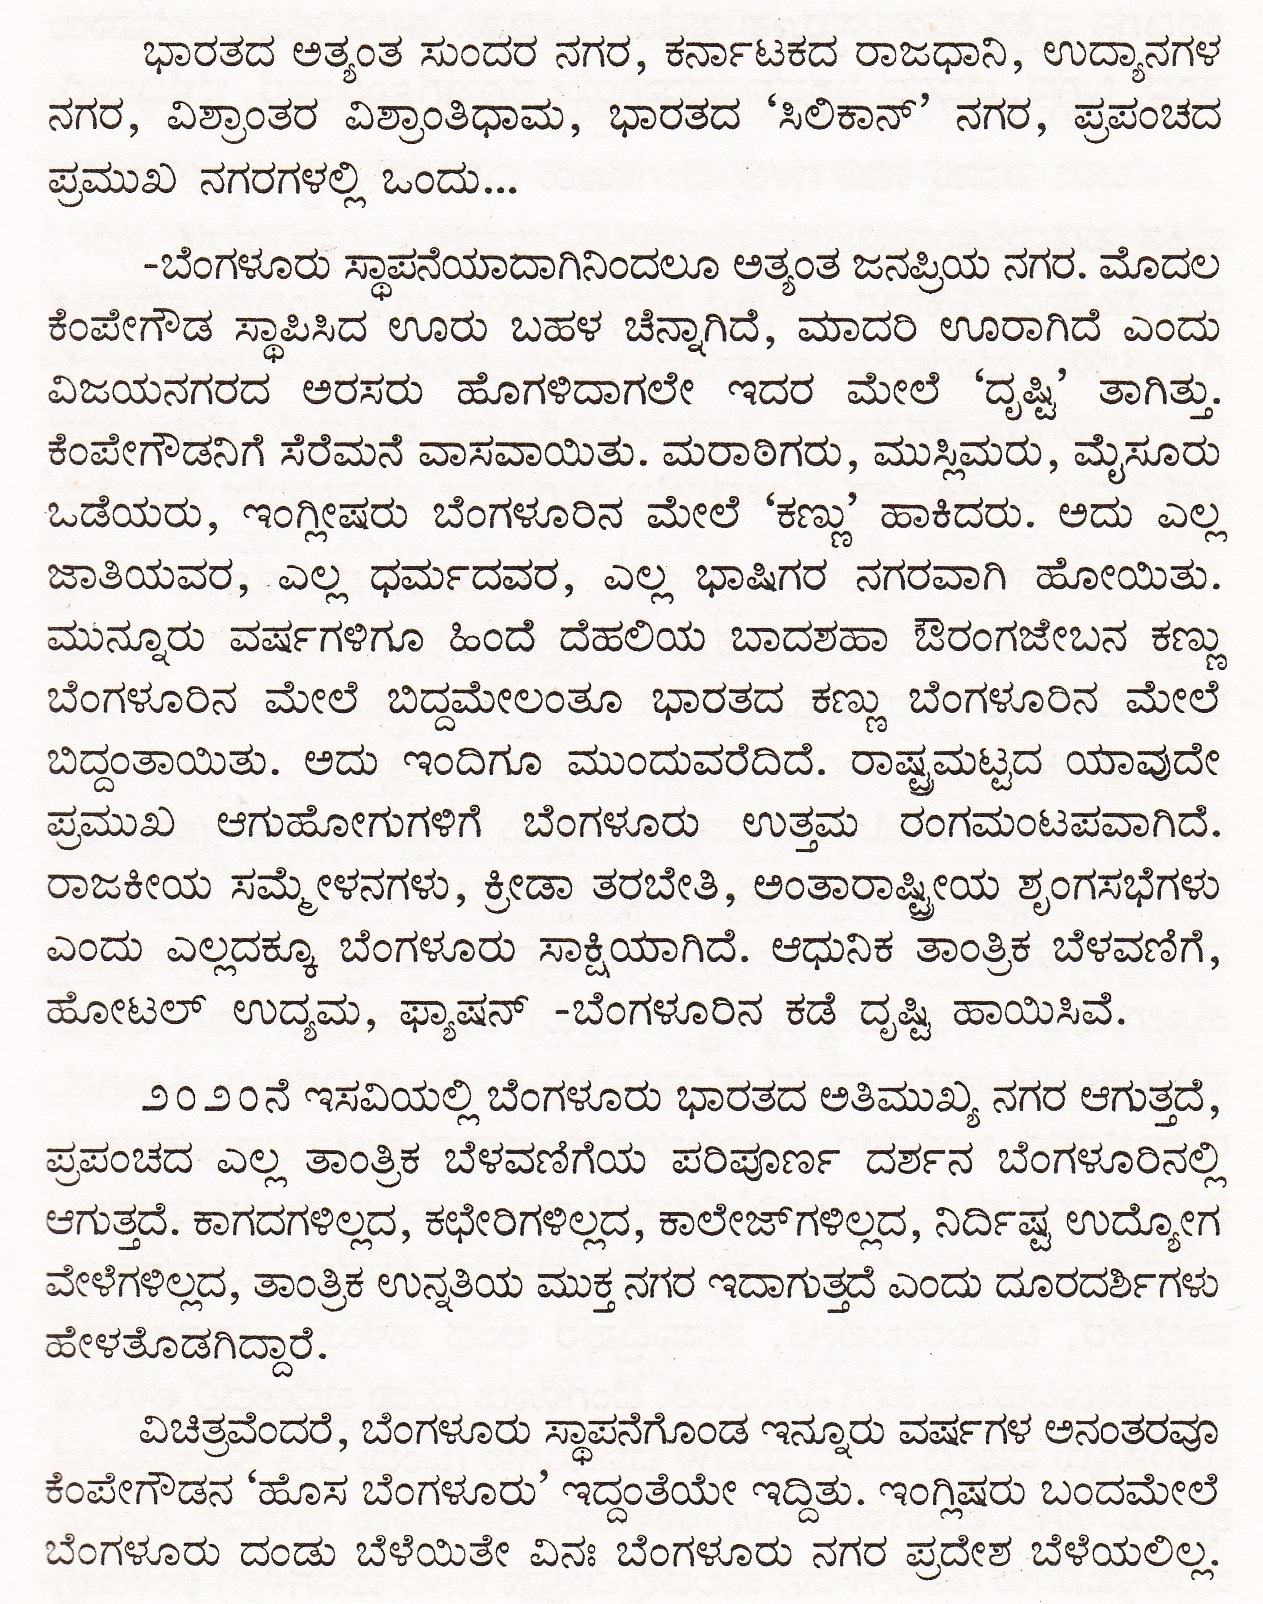 ಭಾರತದ ಅತ್ಯಂತ ಸುಂದರ ನಗರ, ಕರ್ನಾಟಕದ ರಾಜಧಾನಿ, ಉದ್ಯಾನಗಳ
ನಗರ, ವಿಶ್ರಾಂತರ ವಿಶ್ರಾಂತಿಧಾಮ, ಭಾರತದ ‘ಸಿಲಿಕಾನ್’ ನಗರ, ಪ್ರಪಂಚದ
ಪ್ರಮುಖ ನಗರಗಳಲ್ಲಿ ಒಂದು...
-ಬೆಂಗಳೂರು ಸ್ಥಾಪನೆಯಾದಾಗಿನಿಂದಲೂ ಅತ್ಯಂತ ಜನಪ್ರಿಯ ನಗರ. ಮೊದಲ
ಕೆಂಪೇಗೌಡ ಸ್ಥಾಪಿಸಿದ ಊರು ಬಹಳ ಚೆನ್ನಾಗಿದೆ, ಮಾದರಿ ಊರಾಗಿದೆ ಎಂದು
ವಿಜಯನಗರದ ಅರಸರು ಹೊಗಳಿದಾಗಲೇ ಇದರ ಮೇಲೆ ‘ದೃಷ್ಟಿ’ ತಾಗಿತ್ತು.
ಕೆಂಪೇಗೌಡನಿಗೆ ಸೆರೆಮನೆ ವಾಸವಾಯಿತು. ಮರಾಠಿಗರು, ಮುಸ್ಲಿಮರು, ಮೈಸೂರು
ಒಡೆಯರು, ಇಂಗ್ಲೀಷರು ಬೆಂಗಳೂರಿನ ಮೇಲೆ ‘ಕಣ್ಣು’ ಹಾಕಿದರು. ಅದು ಎಲ್ಲ
ಜಾತಿಯವರ, ಎಲ್ಲ ಧರ್ಮದವರ, ಎಲ್ಲ ಭಾಷಿಗರ ನಗರವಾಗಿ ಹೋಯಿತು.
ಮುನ್ನೂರು ವರ್ಷಗಳಿಗೂ ಹಿಂದೆ ದೆಹಲಿಯ ಬಾದಶಹಾ ಔರಂಗಜೇಬನ ಕಣ್ಣು
ಬೆಂಗಳೂರಿನ ಮೇಲೆ ಬಿದ್ದಮೇಲಂತೂ ಭಾರತದ ಕಣ್ಣು ಬೆಂಗಳೂರಿನ ಮೇಲೆ
ಬಿದ್ದಂತಾಯಿತು. ಅದು ಇಂದಿಗೂ ಮುಂದುವರೆದಿದೆ. ರಾಷ್ಟ್ರಮಟ್ಟದ ಯಾವುದೇ
ಪ್ರಮುಖ ಆಗುಹೋಗುಗಳಿಗೆ ಬೆಂಗಳೂರು ಉತ್ತಮ ರಂಗಮಂಟಪವಾಗಿದೆ.
ರಾಜಕೀಯ ಸಮ್ಮೇಳನಗಳು, ಕ್ರೀಡಾ ತರಬೇತಿ, ಅಂತಾರಾಷ್ಟ್ರೀಯ ಶೃಂಗಸಭೆಗಳು
ಎಂದು ಎಲ್ಲದಕ್ಕೂ ಬೆಂಗಳೂರು ಸಾಕ್ಷಿಯಾಗಿದೆ. ಆಧುನಿಕ ತಾಂತ್ರಿಕ ಬೆಳವಣಿಗೆ,
ಹೋಟಲ್ ಉದ್ಯಮ, ಫ್ಯಾಷನ್ -ಬೆಂಗಳೂರಿನ ಕಡೆ ದೃಷ್ಟಿ ಹಾಯಿಸಿವೆ.
೨೦೨೦ನೆ ಇಸವಿಯಲ್ಲಿ ಬೆಂಗಳೂರು ಭಾರತದ ಅತಿಮುಖ್ಯ ನಗರ ಆಗುತ್ತದೆ,
ಪ್ರಪಂಚದ ಎಲ್ಲ ತಾಂತ್ರಿಕ ಬೆಳವಣಿಗೆಯ ಪರಿಪೂರ್ಣ ದರ್ಶನ ಬೆಂಗಳೂರಿನಲ್ಲಿ
ಆಗುತ್ತದೆ. ಕಾಗದಗಳಿಲ್ಲದ, ಕಛೇರಿಗಳಿಲ್ಲದ, ಕಾಲೇಜ್‌ಗಳಿಲ್ಲದ, ನಿರ್ದಿಷ್ಟ ಉದ್ಯೋಗ
ವೇಳೆಗಳಿಲ್ಲದ, ತಾಂತ್ರಿಕ ಉನ್ನತಿಯ ಮುಕ್ತ ನಗರ ಇದಾಗುತ್ತದೆ ಎಂದು ದೂರದರ್ಶಿಗಳು
ಹೇಳತೊಡಗಿದ್ದಾರೆ.
ವಿಚಿತ್ರವೆಂದರೆ, ಬೆಂಗಳೂರು ಸ್ಥಾಪನೆಗೊಂಡ ಇನ್ನೂರು ವರ್ಷಗಳ ಅನಂತರವೂ
ಕೆಂಪೇಗೌಡನ ‘ಹೊಸ ಬೆಂಗಳೂರು’ ಇದ್ದಂತೆಯೇ ಇದ್ದಿತು. ಇಂಗ್ಲಿಷರು ಬಂದಮೇಲೆ
ಬೆಂಗಳೂರು ದಂಡು ಬೆಳೆಯಿತೇ ವಿನಃ ಬೆಂಗಳೂರು ನಗರ ಪ್ರದೇಶ ಬೆಳೆಯಲಿಲ್ಲ.